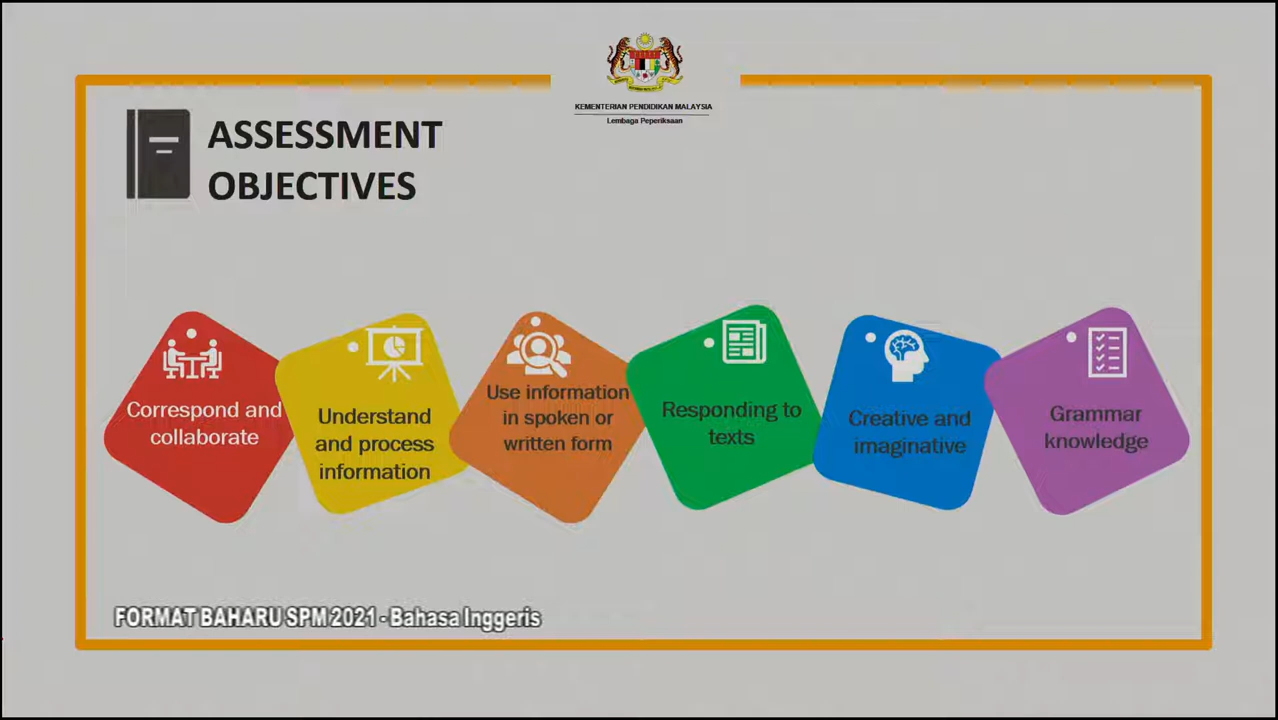 KEMENTERIAN PENDIDIKAN MALAYSIA
Lembaga Peperiksaan
ASSESSMENT
OBJECTIVES
Correspond and
collaborate
Understand
and process
information
Use information
in spoken or
written form
Responding to
texts
Creative and
imaginative
Grammar
knowledge
FORMAT BAHARU SPM 2021 - Bahasa Inggeris